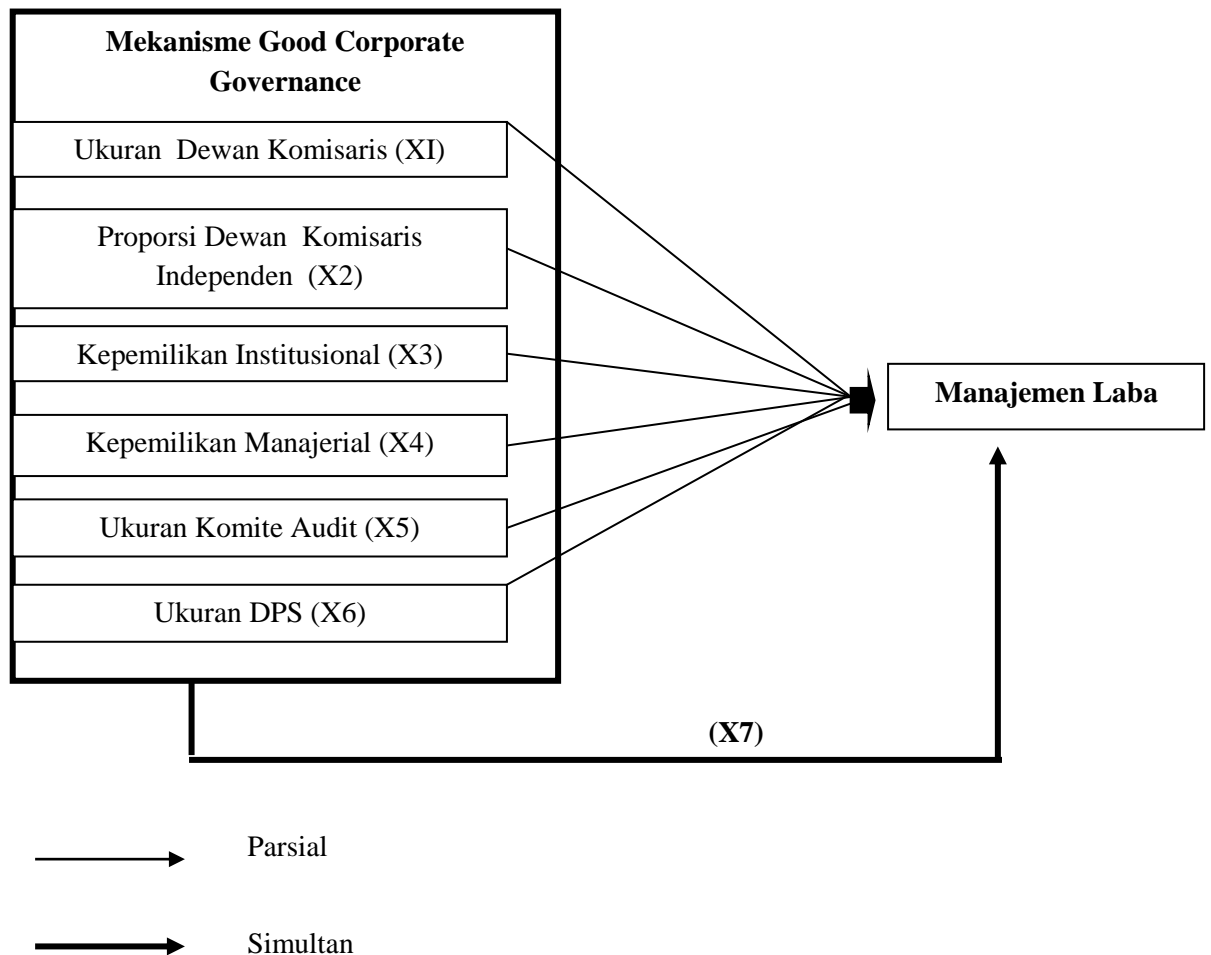 Mekanisme Good Corporate
Governance
Ukuran Dewan Komisaris (XI)
Proporsi Dewan Komisaris
Independen (X2)
Kepemilikan Institusional (X3)
Kepemilikan Manajerial (X4)
Ukuran Komite Audit (X5)
Ukuran DPS (X6)
Manajemen Laba
(X7)
Parsial
Simultan